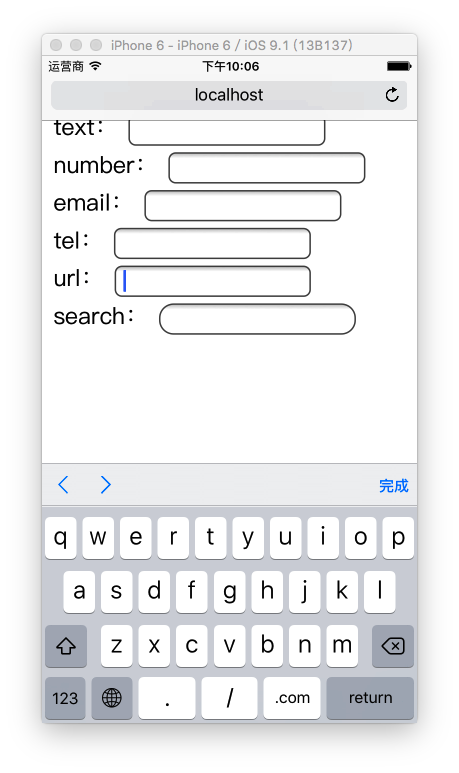 iPhone 6 - iPhone 6 / iOS 9.1 (13B137)
运营商 下午10:06
localhost
text：
number：
email：
tel：
url：
search：
完成
q w e r t y u i o p
a s d f g h j k l
z x c v b n m
123 . / .com return